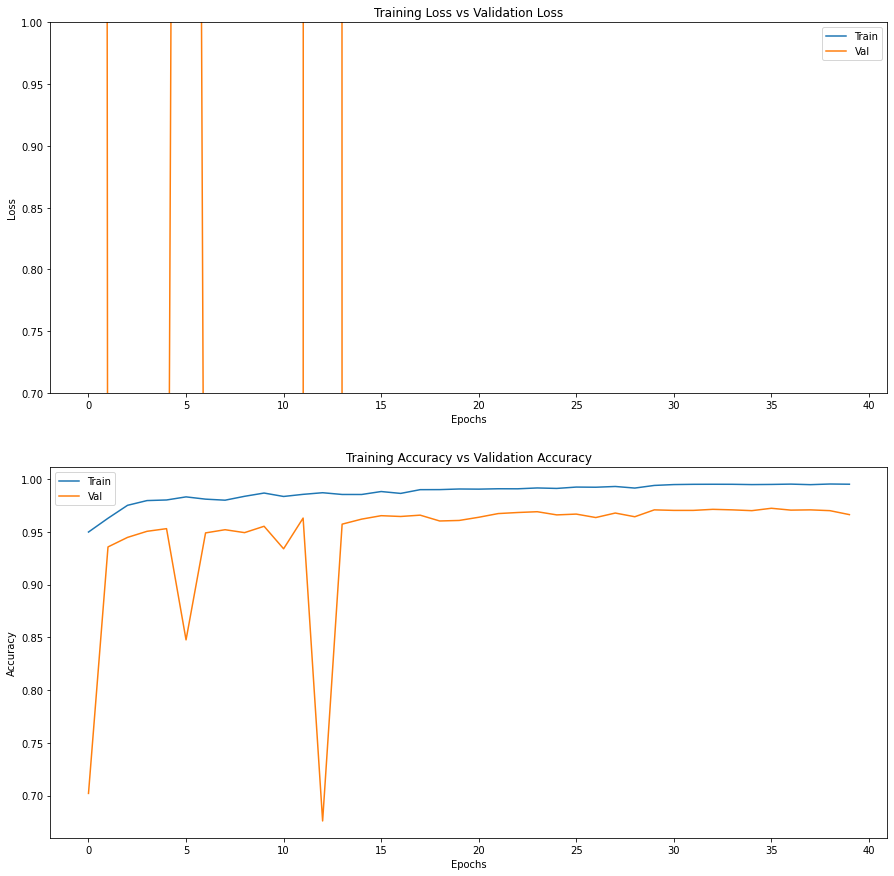 Training Loss vs Validation Loss
1.00
0.95
0.90
0.85
0.80
0.75
0.70
Loss
Train
Val
0 5 10 15 20 25 30 35 40
Epochs
Training Accuracy vs Validation Accuracy
1.00
0.95
0.90
0.85
0.80
0.75
0.70
Accuracy
Train
Val
0 5 10 15 20 25 30 35 40
Epochs